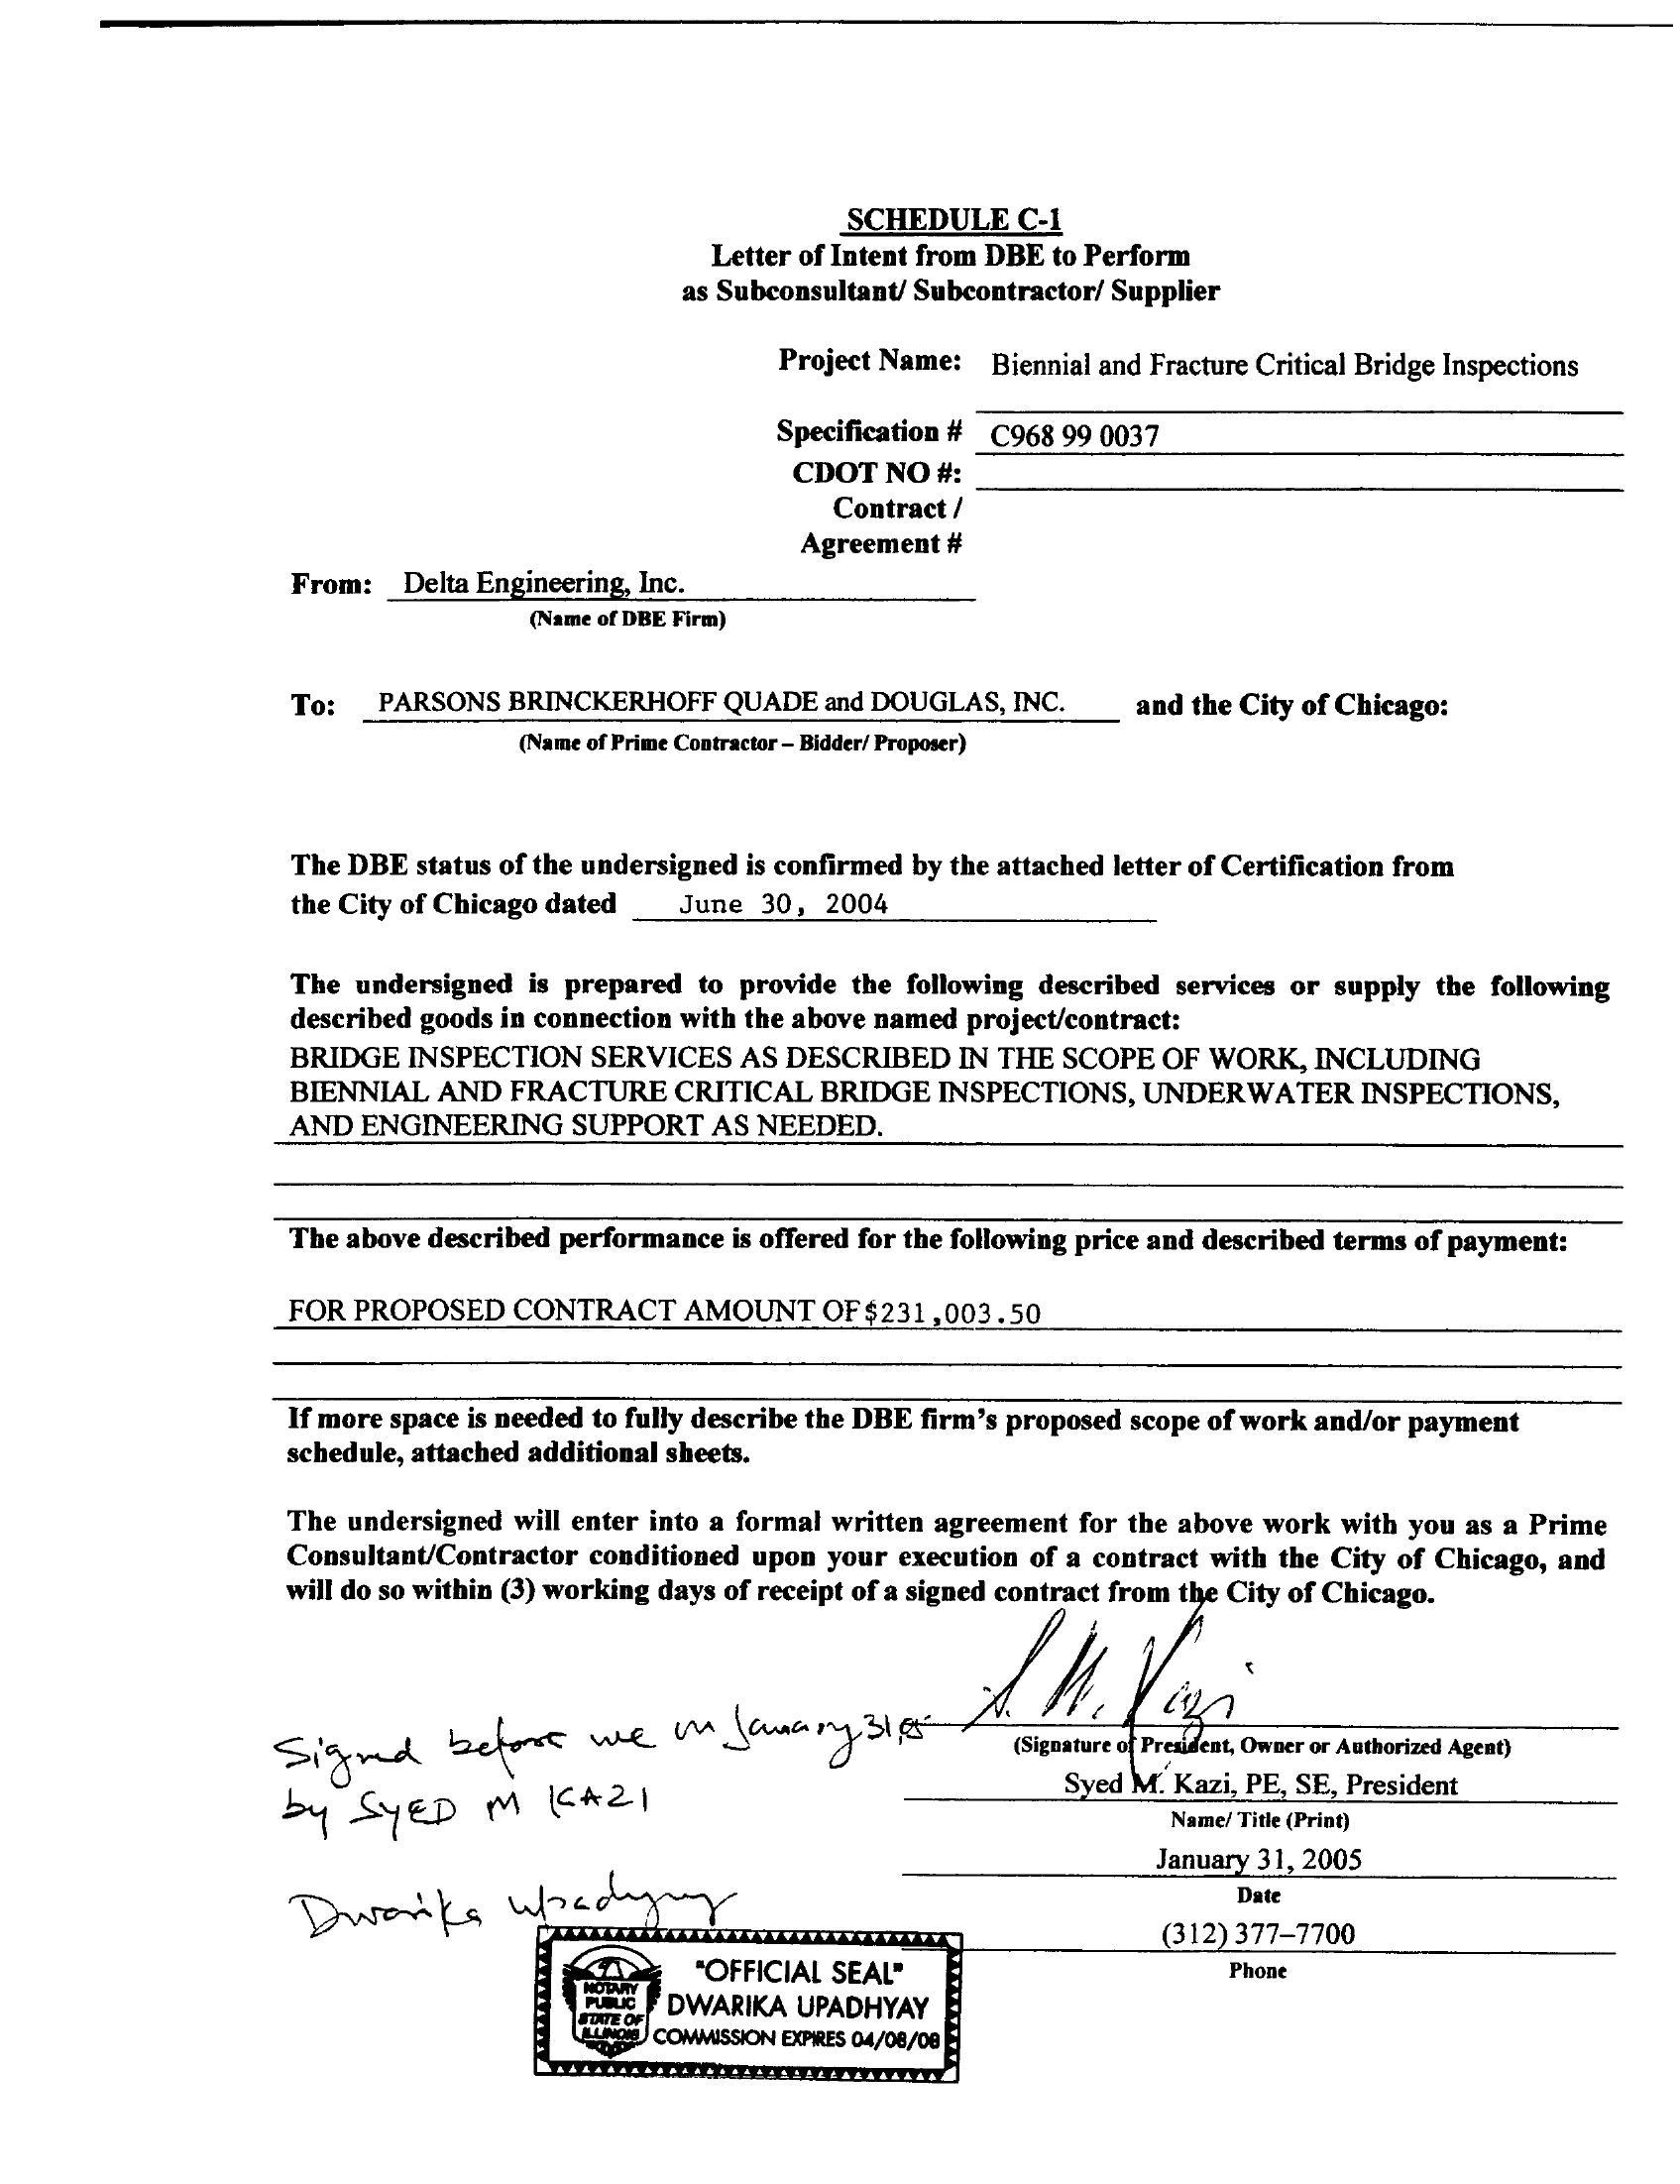 SCHEDULE C-1
Letter of Intent from DBE to Perform
as Subconsultant/ Subcontractor/ Supplier
Project Name: Biennial and Fracture Critical Bridge Inspections
Specification # C968 99 0037
CDOT NO #:
Contract /
Agreement #
From: Delta Engineering, Inc.
(Name of DBE Firm)
To: PARSONS BRINCKERHOFF QUADE and DOUGLAS, INC. and the City of Chicago:
(Name of Prime Contractor – Bidder/ Proposer)
The DBE status of the undersigned is confirmed by the attached letter of Certification from
the City of Chicago dated June 30, 2004
The undersigned is prepared to provide the following described services or supply the following
described goods in connection with the above named project/contract:
BRIDGE INSPECTION SERVICES AS DESCRIBED IN THE SCOPE OF WORK, INCLUDING
BIENNIAL AND FRACTURE CRITICAL BRIDGE INSPECTIONS, UNDERWATER INSPECTIONS,
AND ENGINEERING SUPPORT AS NEEDED.
The above described performance is offered for the following price and described terms of payment:
FOR PROPOSED CONTRACT AMOUNT OF $231,003.50
If more space is needed to fully describe the DBE firm's proposed scope of work and/or payment
schedule, attached additional sheets.
The undersigned will enter into a formal written agreement for the above work with you as a Prime
Consultant/Contractor conditioned upon your execution of a contract with the City of Chicago, and
will do so within (3) working days of receipt of a signed contract from the City of Chicago.
S. M. Kazi
Signed before me on January 31, 05
(Signature of President, Owner or Authorized Agent)
by SYED M KAZI
Syed M. Kazi, PE, SE, President
Name/ Title (Print)
January 31, 2005
Date
Dwarika Upadhyay
(312) 377–7700
Phone
"OFFICIAL SEAL"
DWARIKA UPADHYAY
COMMISSION EXPIRES 04/08/08
NOTARY
PUBLIC
STATE OF
ILLINOIS